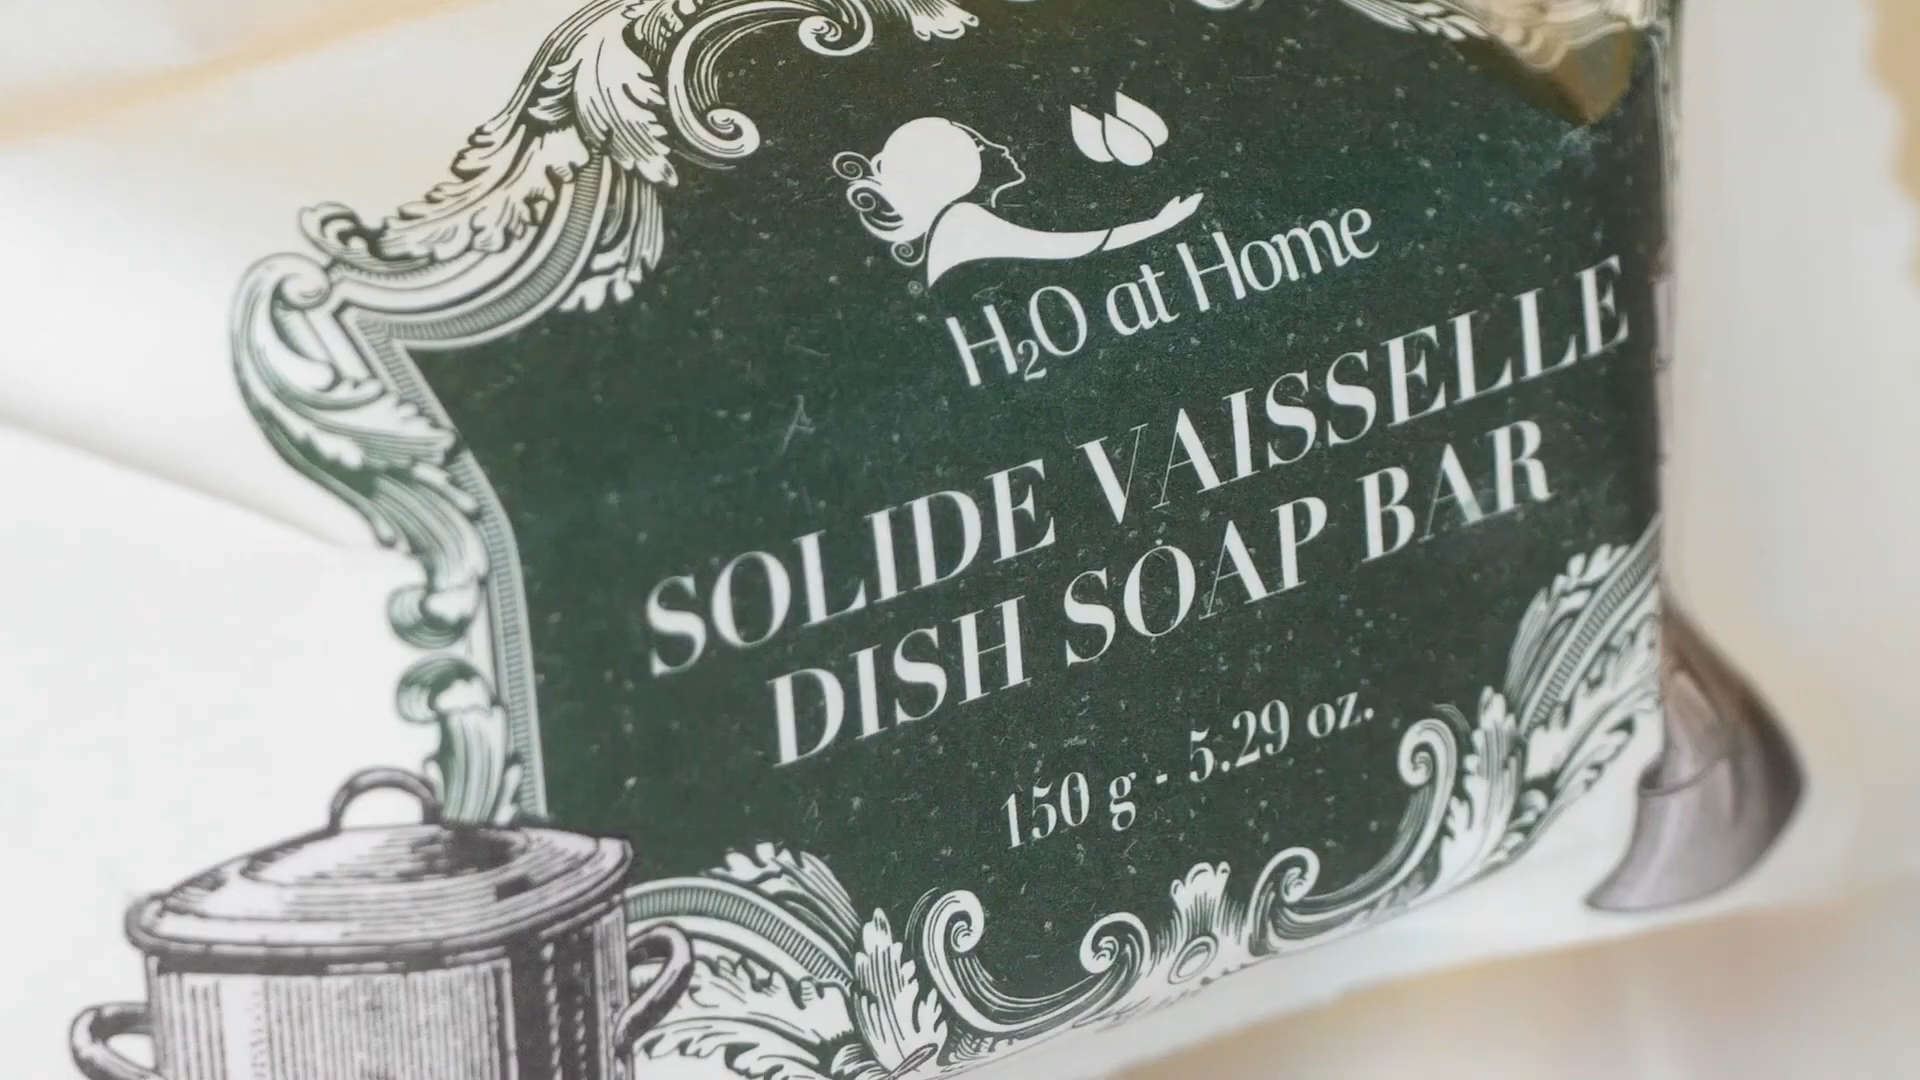 H₂O at Home
SOLIDE VAISSELLE
DISH SOAP BAR
150 g - 5.29 oz.